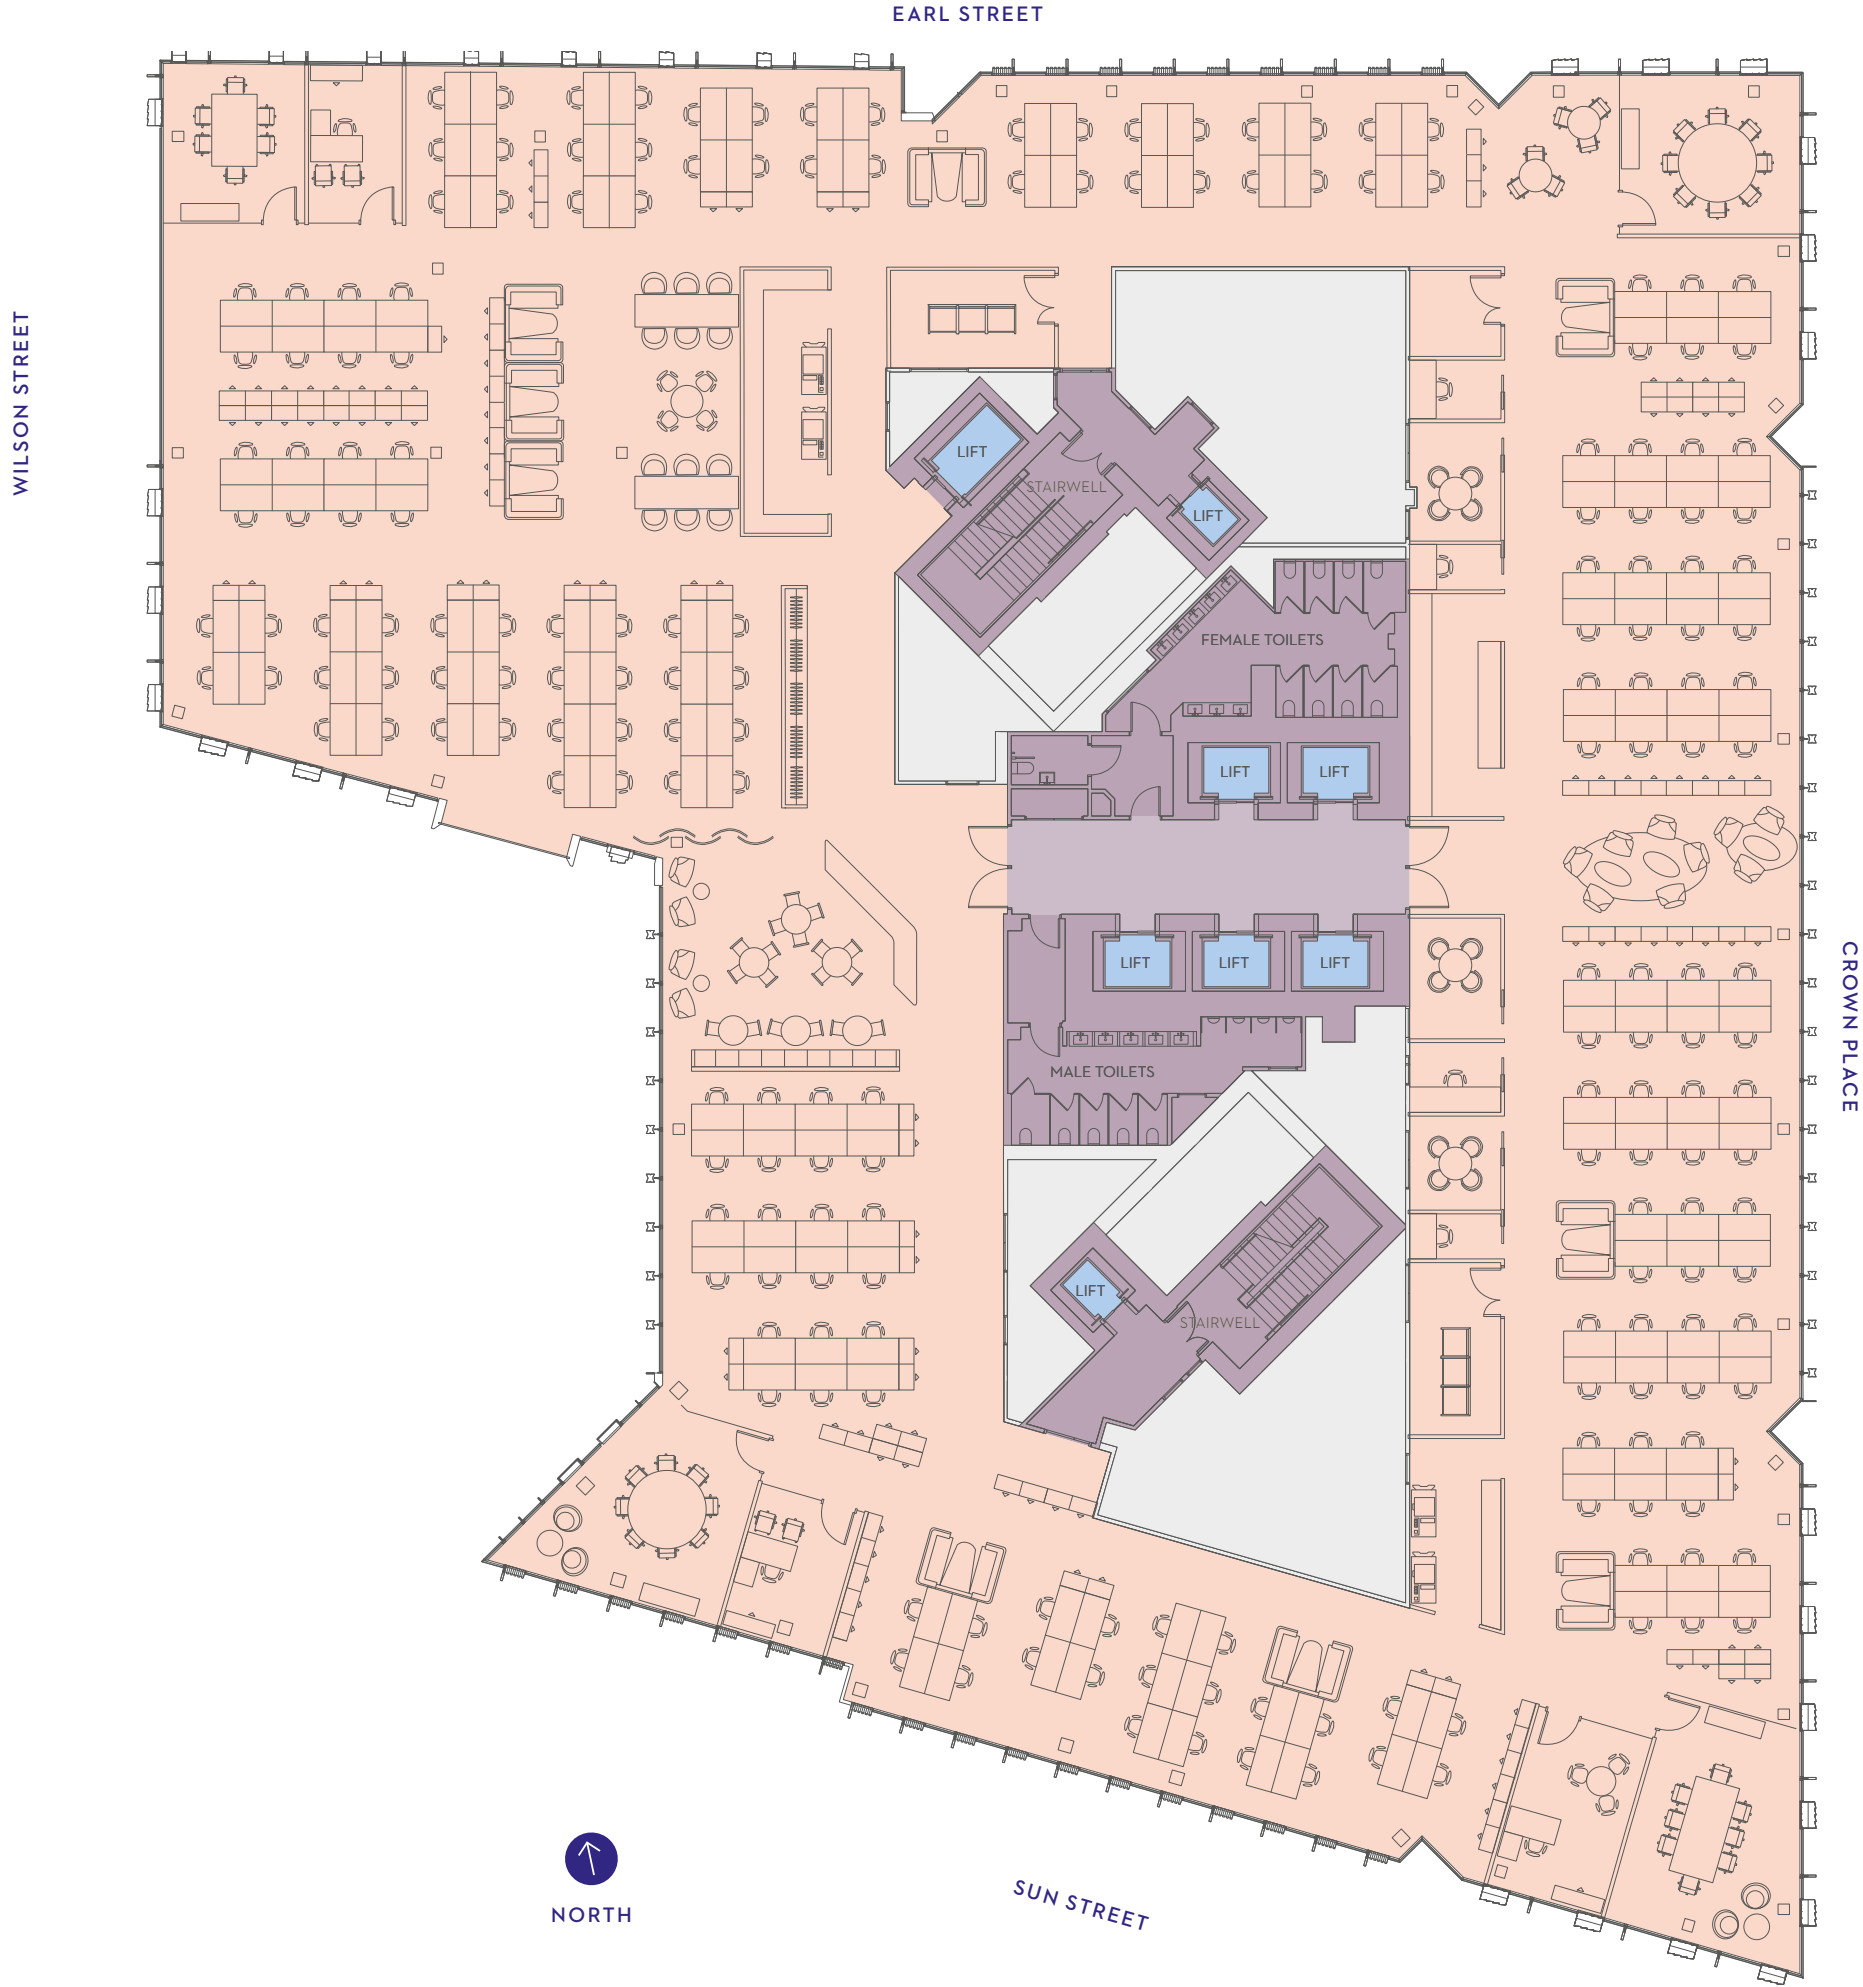 EARL STREET
WILSON STREET
LIFT
STAIRWELL
LIFT
FEMALE TOILETS
LIFT
LIFT
LIFT
LIFT
LIFT
CROWN PLACE
MALE TOILETS
LIFT
STAIRWELL
NORTH
SUN STREET